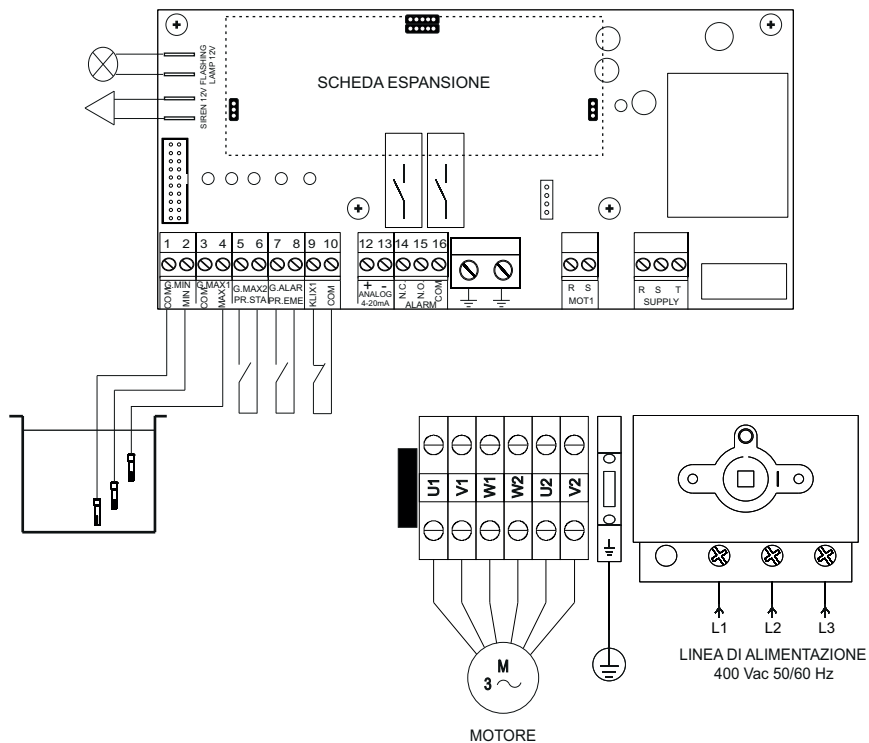 FLASHING
LAMP 12V
SIREN 12V
SCHEDA ESPANSIONE
1 2 3 4 5 6 7 8 9 10
12 13 14 15 16
G.MIN
COM
MIN
G.MAX1
COM
MAX1
G.MAX2
PR.STA
G.ALAR
PR.EME
KLIX1
COM
+ -
ANALOG
4-20mA
N.C.
N.O.
COM
ALARM
R S
MOT1
R S T
SUPPLY
U1 V1 W1 W2 U2 V2
M
3
MOTORE
L1 L2 L3
LINEA DI ALIMENTAZIONE
400 Vac 50/60 Hz